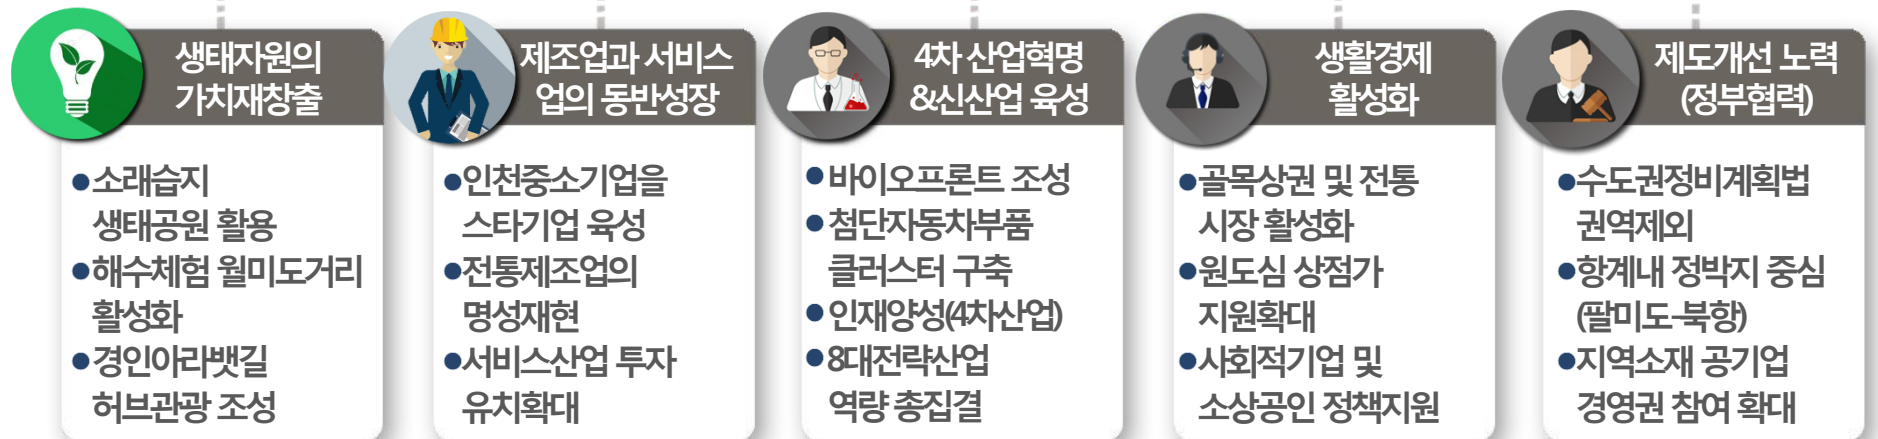 생태자원의
가치재창출
●소래습지
생태공원 활용
●해수체험 월미도거리
활성화
●경인아라뱃길
허브관광 조성
제조업과 서비스
업의 동반성장
●인천중소기업을
스타기업 육성
●전통제조업의
명성재현
●서비스산업 투자
유치확대
4차 산업혁명
&신산업 육성
●바이오프론트 조성
●첨단자동차부품
클러스터 구축
●인재양성(4차산업)
●8대전략산업
역량 총집결
생활경제
활성화
●골목상권 및 전통
시장 활성화
●원도심 상점가
지원확대
●사회적기업 및
소상공인 정책지원
제도개선 노력
(정부협력)
●수도권정비계획법
권역제외
●항계내 정박지 중심
(팔미도-북항)
●지역소재 공기업
경영권 참여 확대